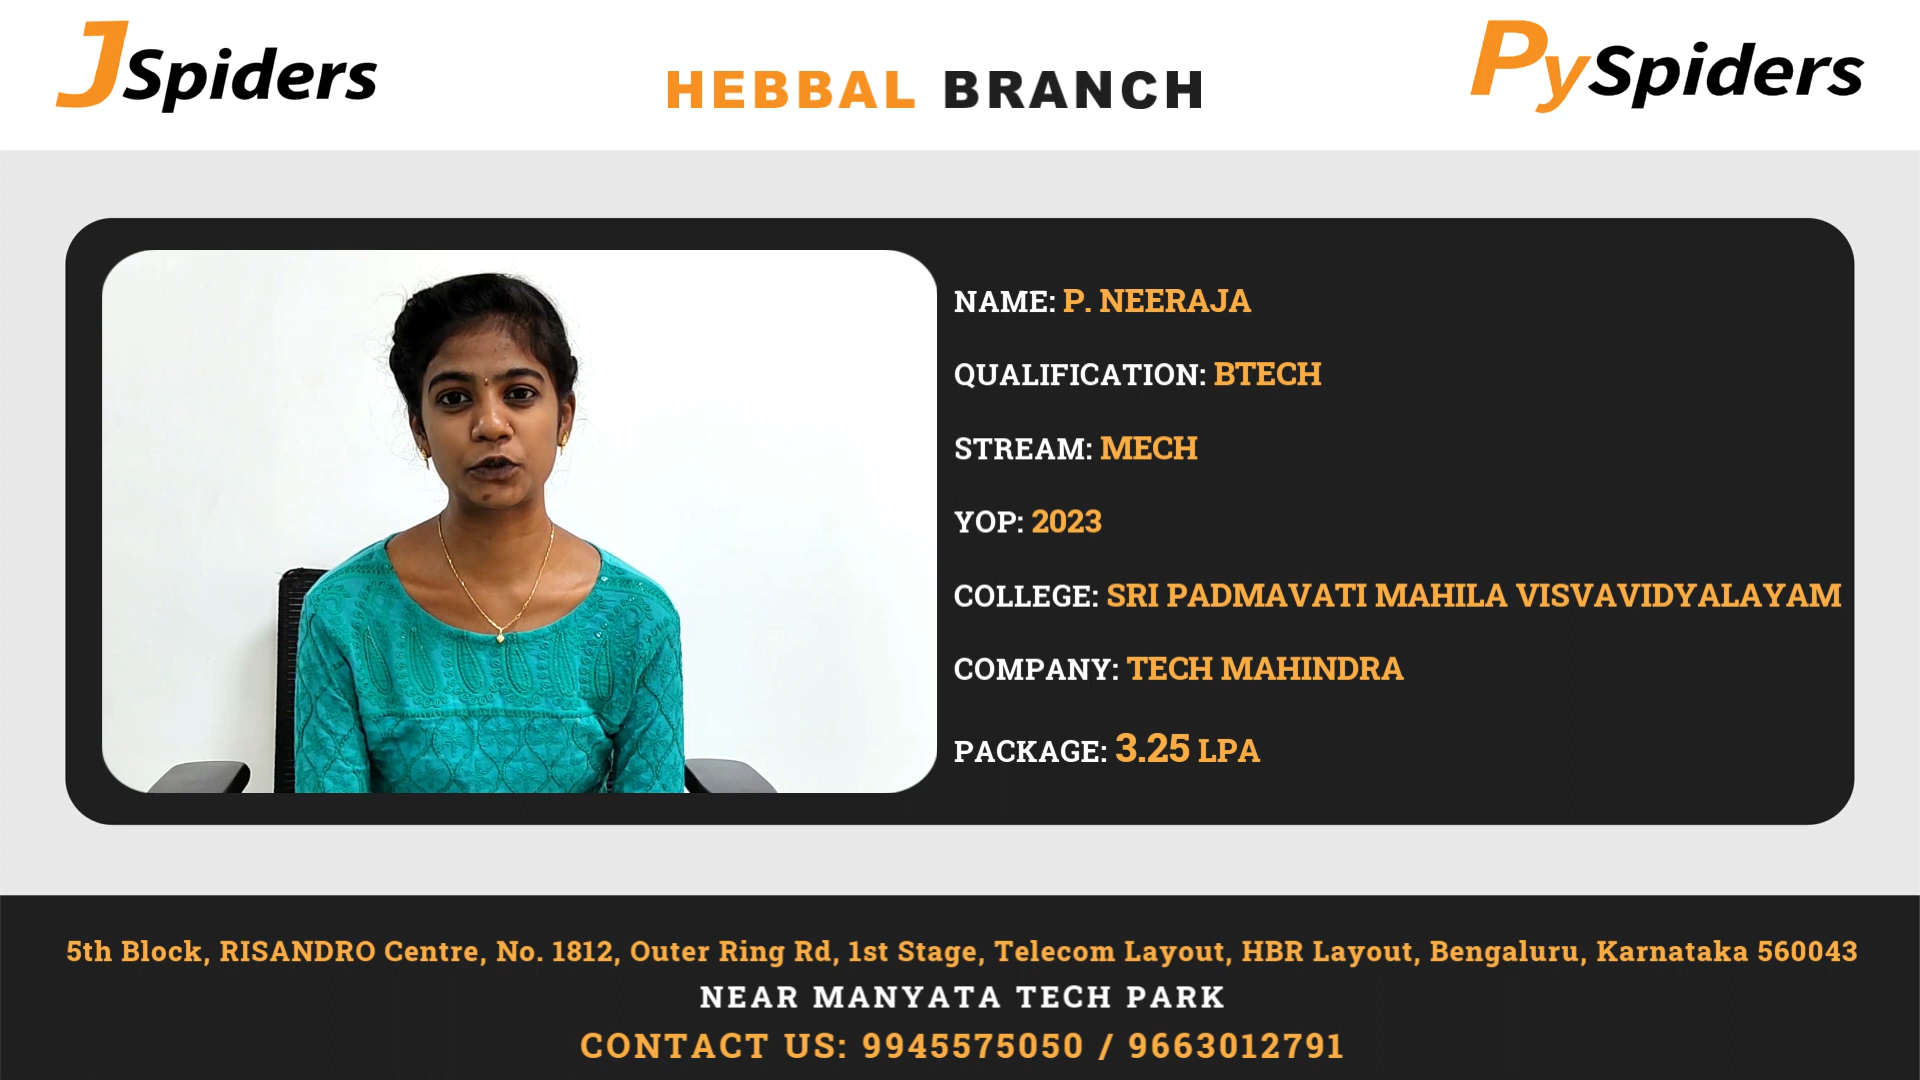 JSpiders
HEBBAL BRANCH
PySpiders
NAME: P. NEERAJA
QUALIFICATION: BTECH
STREAM: MECH
YOP: 2023
COLLEGE: SRI PADMAVATI MAHILA VISVAVIDYALAYAM
COMPANY: TECH MAHINDRA
PACKAGE: 3.25 LPA
5th Block, RISANDRO Centre, No. 1812, Outer Ring Rd, 1st Stage, Telecom Layout, HBR Layout, Bengaluru, Karnataka 560043
NEAR MANYATA TECH PARK
CONTACT US: 9945575050 / 9663012791